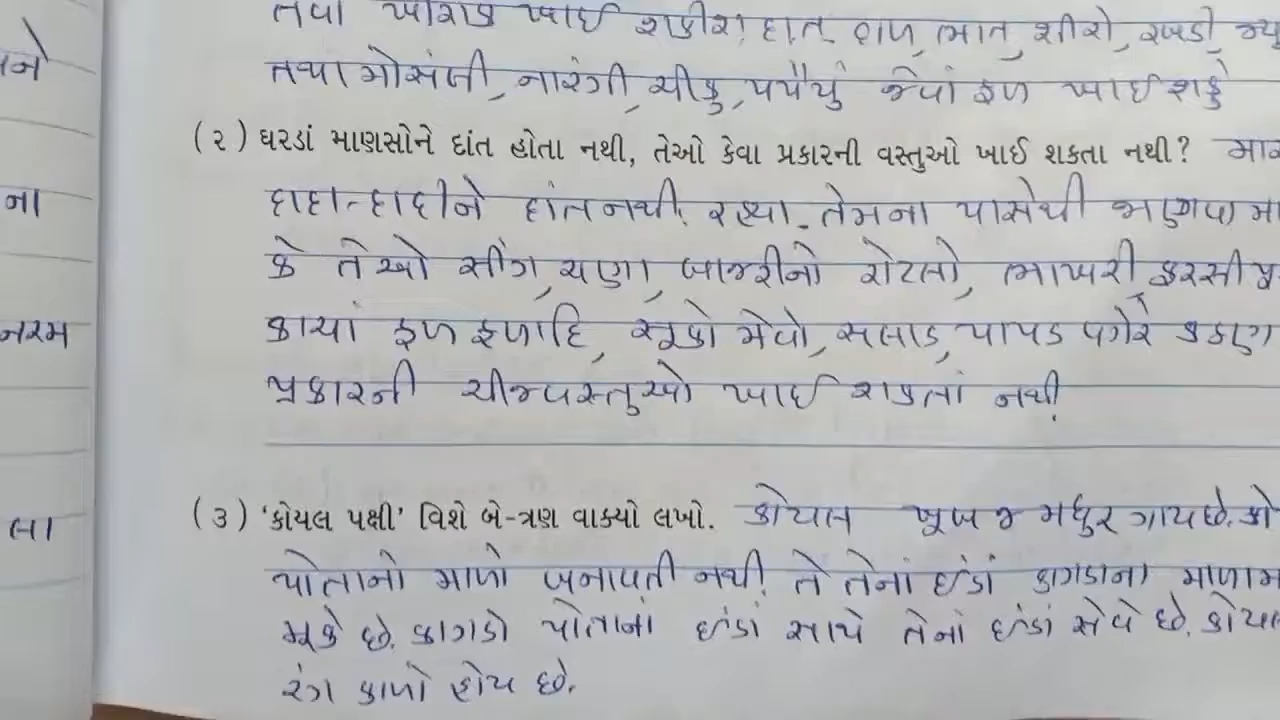 ને
ના
નરમ
લા
તેવો ખોરાક ખાઈ શકીશ! દાત. દાળ, ભાત, શીરો, રબડી,
તથા મોસંબી, નારંગી, ચીકુ, પપૈયું જેવાં ફળ ખાઈ શકું
(૨) ઘરડાં માણસોને દાંત હોતા નથી, તેઓ કેવા પ્રકારની વસ્તુઓ ખાઈ શકતા નથી?
દાદા-દાદીને દાંત નથી રહ્યા. તેમના પાસેથી જાણવા
કે તેઓ સીંગ, ચણા, બાજરીનો રોટલો, ભાખરી, ફરસી
કાચાં ફળ ફળાદિ, સૂકો મેવો, સલાડ, પાપડ વગેરે કઠણ
પ્રકારની ચીજવસ્તુઓ ખાઈ શકતાં નથી.
(૩) 'કોયલ પક્ષી' વિશે બે-ત્રણ વાક્યો લખો. કોયલ ખૂબ જ મધુર ગાય છે. કો
પોતાનો માળો બનાવતી નથી. તે તેનાં ઈંડાં કાગડાના માળામ
મૂકે છે. કાગડો પોતાનાં ઈંડાં સાથે તેનાં ઈંડાં સેવે છે. કોય
રંગ કાળો હોય છે.